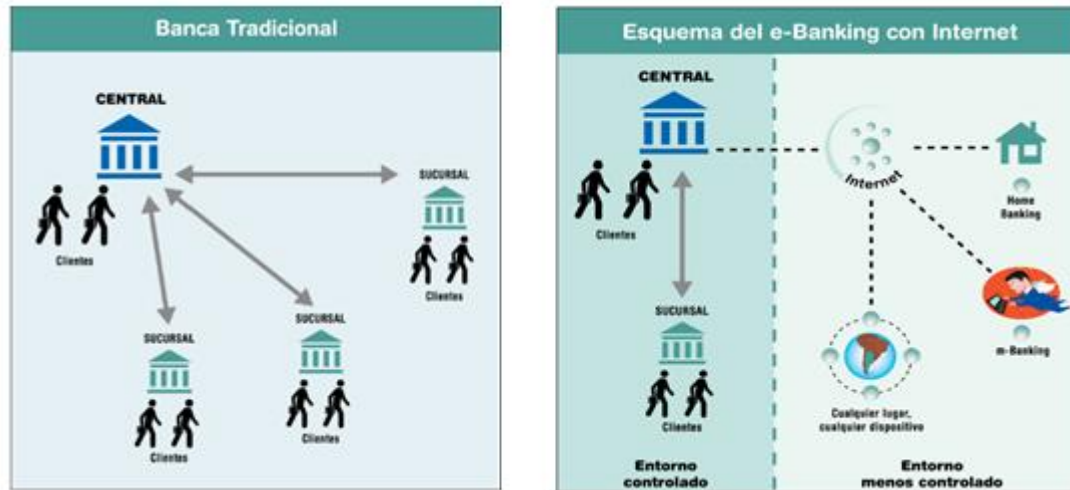 Banca Tradicional
CENTRAL
Clientes
SUCURSAL
Clientes
SUCURSAL
Clientes
SUCURSAL
Clientes
Esquema del e-Banking con Internet
CENTRAL
Clientes
SUCURSAL
Clientes
Internet
Home
Banking
m-Banking
Cualquier lugar,
cualquier dispositivo
Entorno
controlado
Entorno
menos controlado